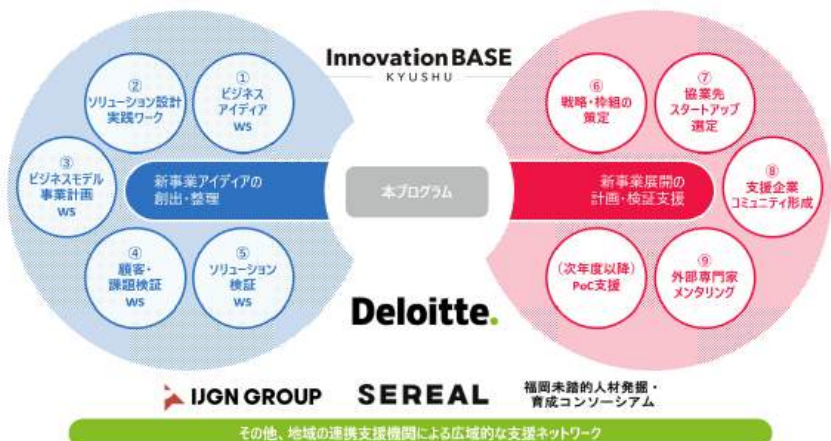 InnovationBASE
KYUSHU
①
ビジネス
アイディア
WS
②
ソリューション設計
実践ワーク
③
ビジネスモデル
事業計画
WS
④
顧客・
課題検証
WS
⑤
ソリューション
検証
WS
新事業アイディアの
創出・整理
本プログラム
新事業展開の
計画・検証支援
⑥
戦略・枠組の
策定
⑦
協業先
スタートアップ
選定
⑧
支援企業
コミュニティ形成
⑨
外部専門家
メンタリング
(次年度以降)
PoC支援
Deloitte.
IJGN GROUP
SEREAL
福岡未踏的人材発掘・
育成コンソーシアム
その他、地域の連携支援機関による広域的な支援ネットワーク